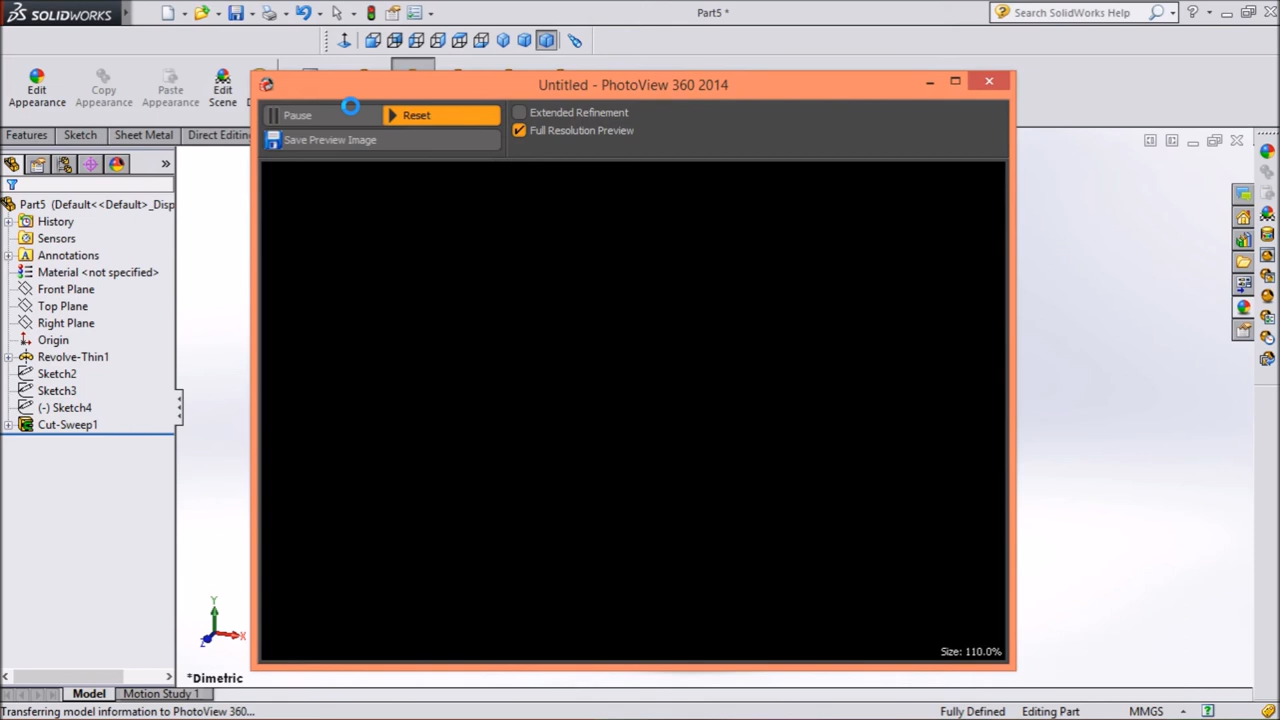 SOLIDWORKS
Part5 *
Search SolidWorks Help
Edit Appearance
Copy Appearance
Paste Appearance
Edit Scene
Features
Sketch
Sheet Metal
Direct Editing
Untitled - PhotoView 360 2014
Pause
Reset
Extended Refinement
Save Preview Image
Full Resolution Preview
Part5 (Default<<Default>_Disp
History
Sensors
Annotations
Material <not specified>
Front Plane
Top Plane
Right Plane
Origin
Revolve-Thin1
Sketch2
Sketch3
(-) Sketch4
Cut-Sweep1
Y
X
Z
Size: 110.0%
*Dimetric
Model
Motion Study 1
Transferring model information to PhotoView 360...
Fully Defined
Editing Part
MMGS